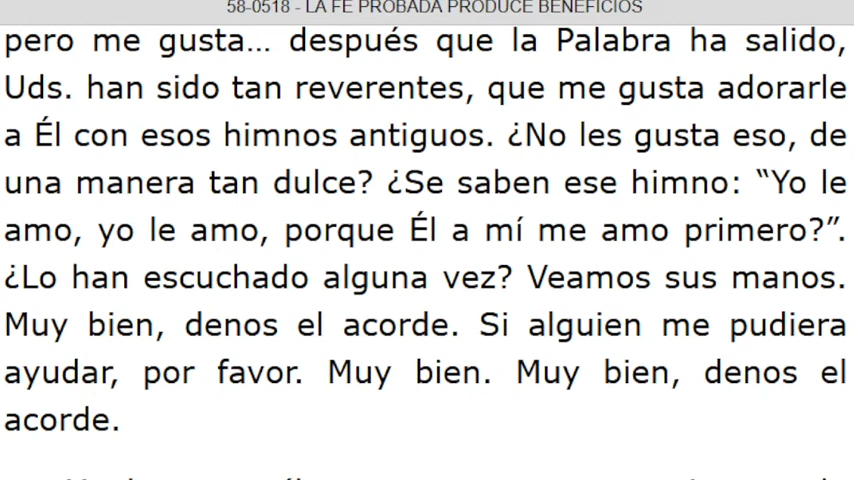 58-0518 - LA FE PROBADA PRODUCE BENEFICIOS
pero me gusta... después que la Palabra ha salido,
Uds. han sido tan reverentes, que me gusta adorarle
a Él con esos himnos antiguos. ¿No les gusta eso, de
una manera tan dulce? ¿Se saben ese himno: “Yo le
amo, yo le amo, porque Él a mí me amo primero?”.
¿Lo han escuchado alguna vez? Veamos sus manos.
Muy bien, denos el acorde. Si alguien me pudiera
ayudar, por favor. Muy bien. Muy bien, denos el
acorde.